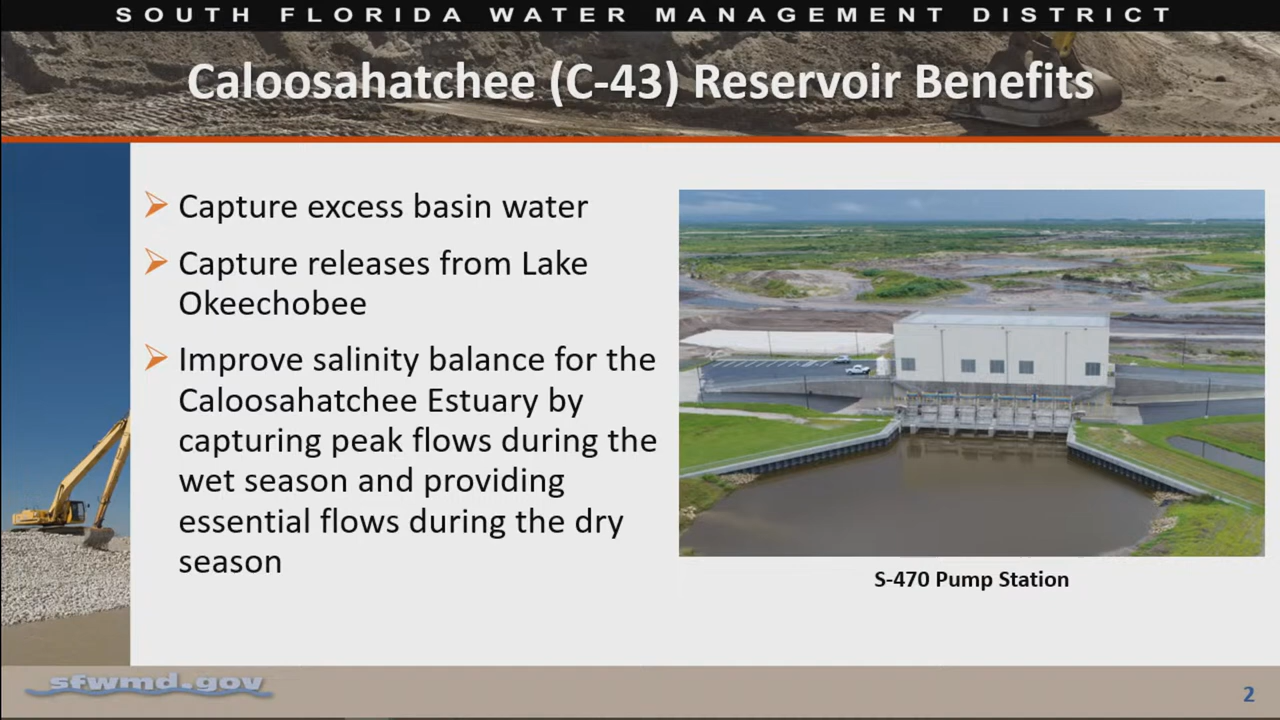 SOUTH FLORIDA WATER MANAGEMENT DISTRICT
Caloosahatchee (C-43) Reservoir Benefits
Capture excess basin water
Capture releases from Lake
Okeechobee
Improve salinity balance for the
Caloosahatchee Estuary by
capturing peak flows during the
wet season and providing
essential flows during the dry
season
S-470 Pump Station
sfwmd.gov
2